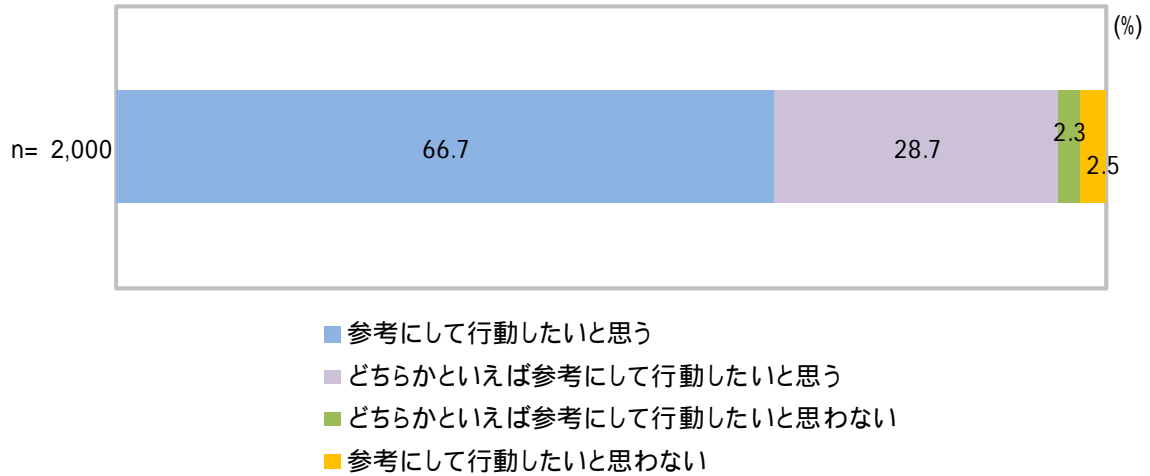 (%)
n= 2,000
66.7
28.7
2.3
2.5
参考にして行動したいと思う
どちらかといえば参考にして行動したいと思う
どちらかといえば参考にして行動したいと思わない
参考にして行動したいと思わない